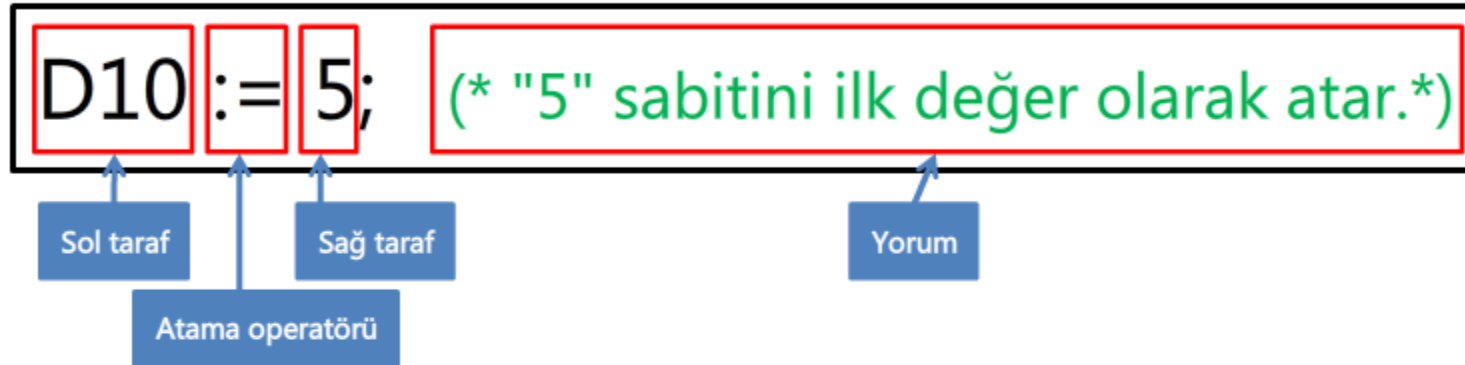 D10 := 5; (* "5" sabitini ilk değer olarak atar.*)
Sol taraf
Sağ taraf
Yorum
Atama operatörü